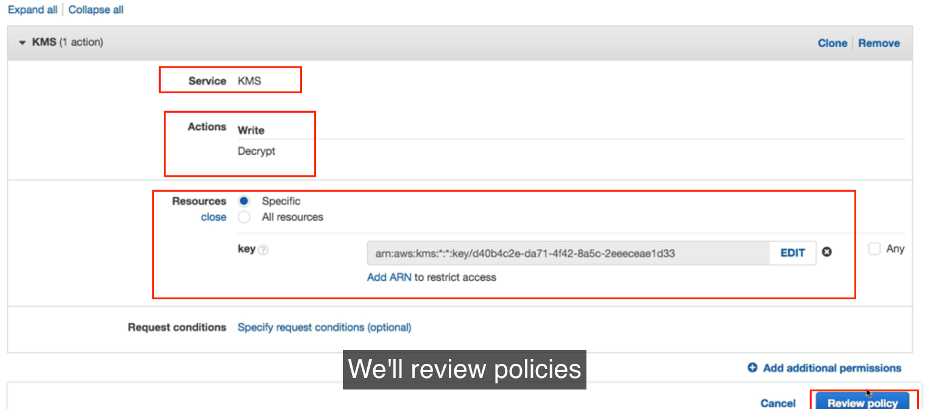 Expand all | Collapse all
KMS (1 action)
Clone | Remove
Service KMS
Actions Write
Decrypt
Resources Specific
close All resources
key arn:aws:kms:*:*:key/d40b4c2e-da71-4f42-8a5c-2eeeceae1d33 EDIT Any
Add ARN to restrict access
Request conditions Specify request conditions (optional)
We'll review policies
Add additional permissions
Cancel Review policy